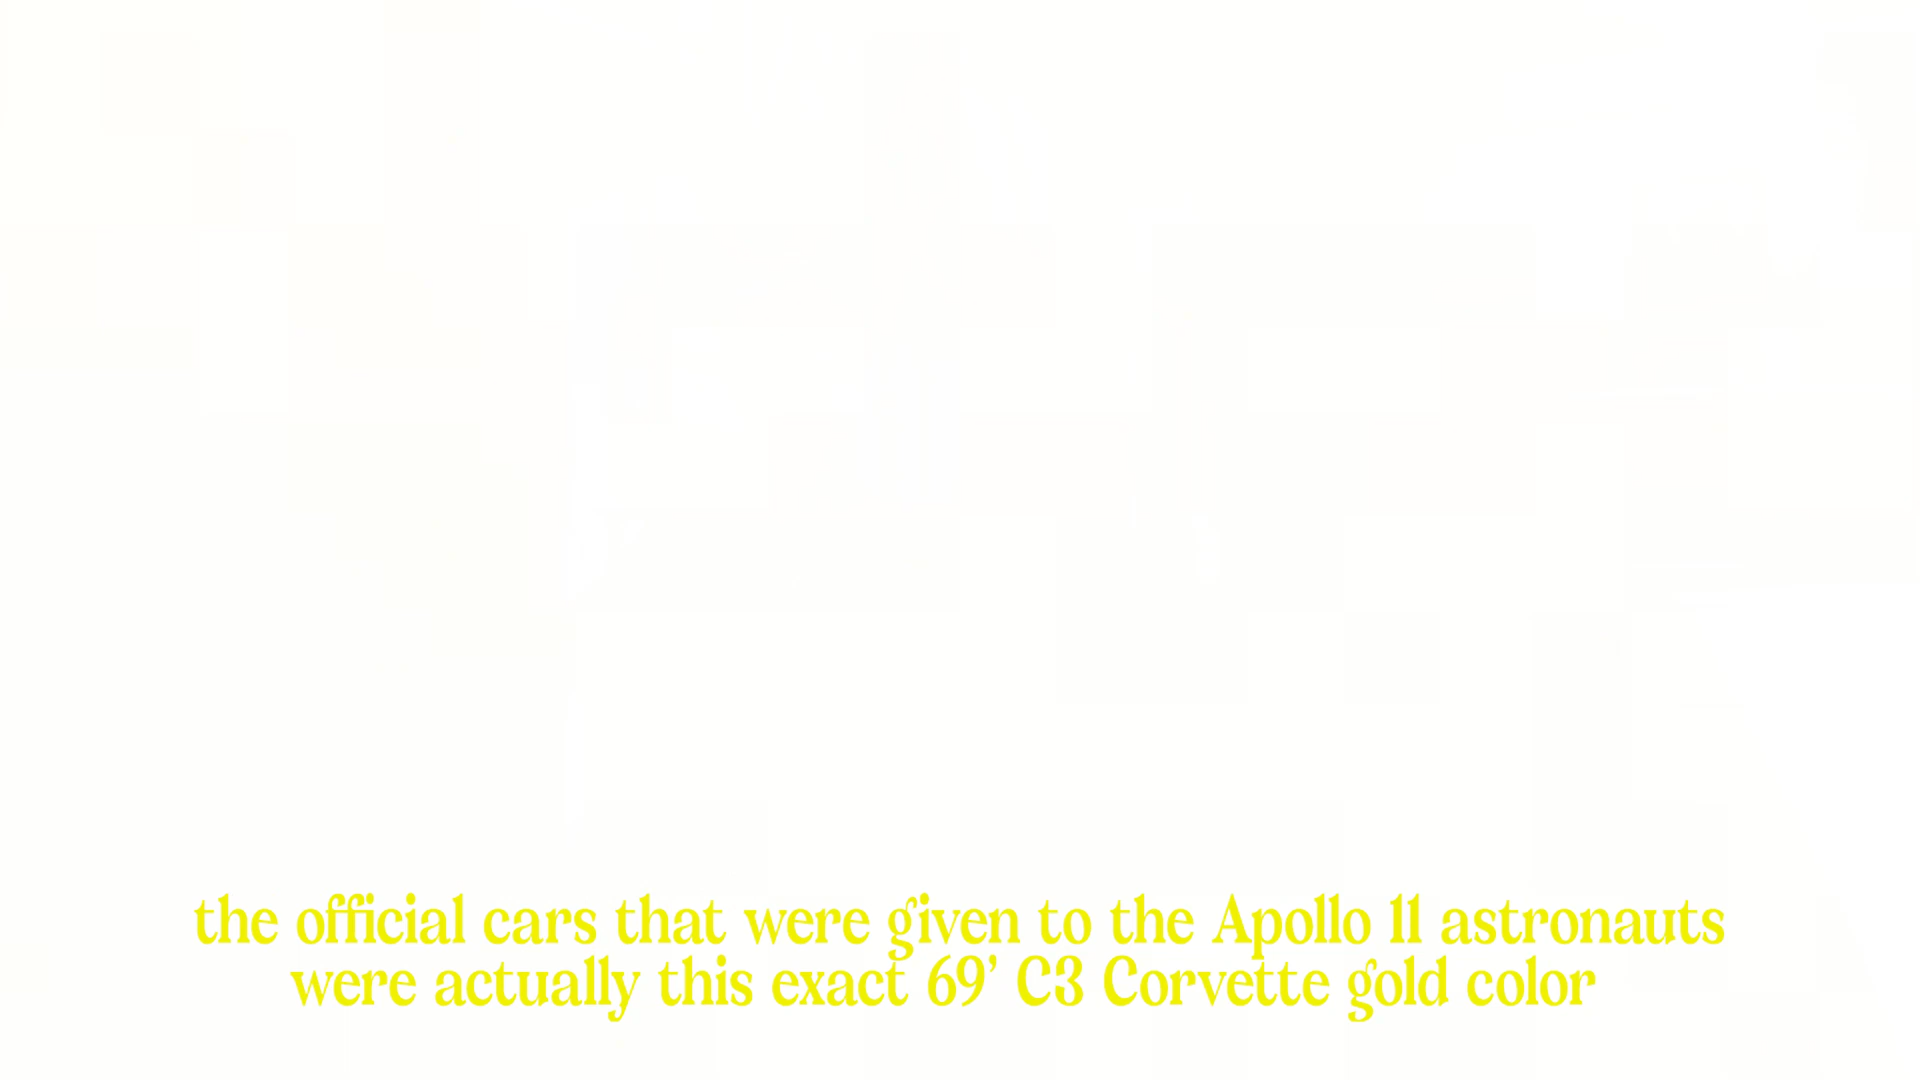 the official cars that were given to the Apollo 11 astronauts
were actually this exact 69’ C3 Corvette gold color